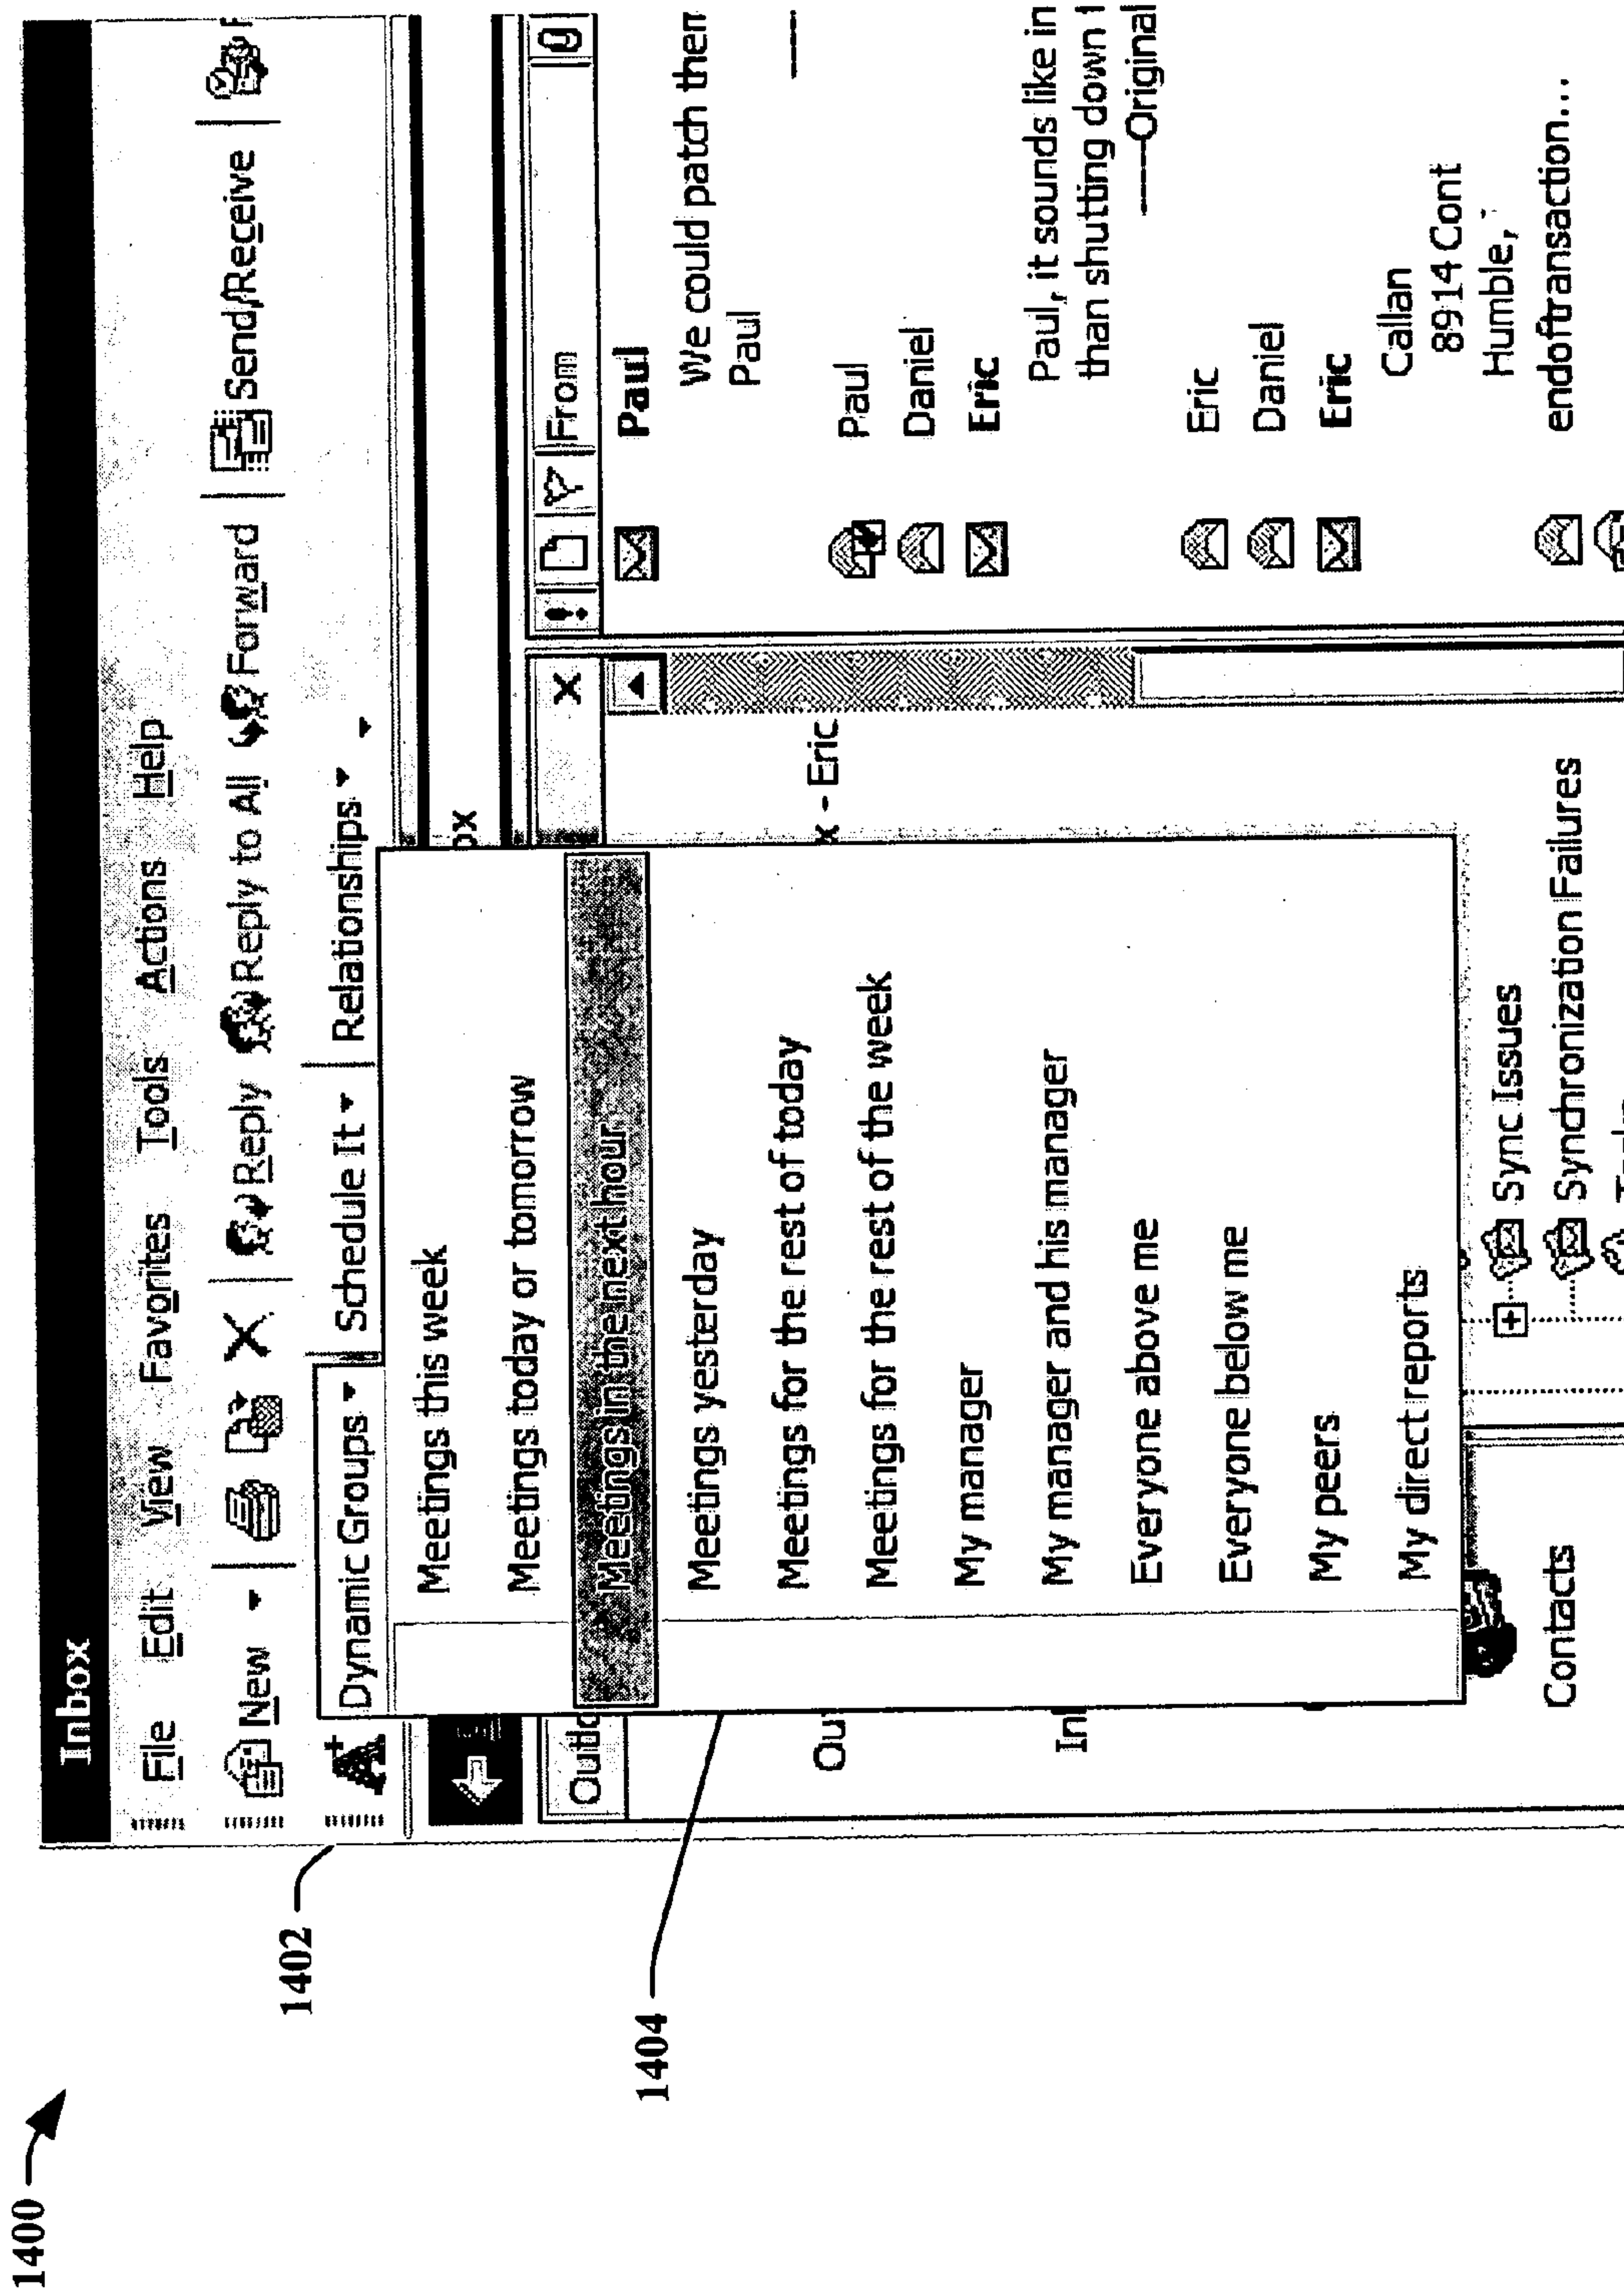 1400
1402
1404
Inbox
File Edit View Favorites Tools Actions Help
New Reply Reply to All Forward Send/Receive
Dynamic Groups Schedule It Relationships
Meetings this week
Meetings today or tomorrow
Meetings in the next hour
Meetings yesterday
Meetings for the rest of today
Meetings for the rest of the week
My manager
My manager and his manager
Everyone above me
Everyone below me
My peers
My direct reports
ox
Outlo
x - Eric
Ou
In
Contacts
Sync Issues
Synchronization Failures
! From
Paul
We could patch then
Paul
Paul
Daniel
Eric
Paul, it sounds like in
than shutting down
-----Original
Eric
Daniel
Eric
Callan
8914 Cont
Humble,
endoftransaction...